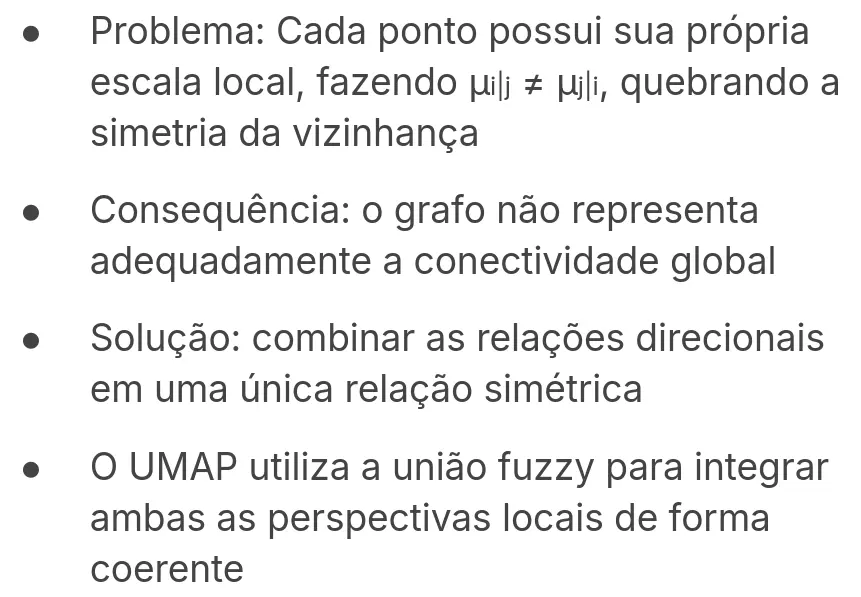 ● Problema: Cada ponto possui sua própria
escala local, fazendo μi|j ≠ μj|i, quebrando a
simetria da vizinhança
● Consequência: o grafo não representa
adequadamente a conectividade global
● Solução: combinar as relações direcionais
em uma única relação simétrica
● O UMAP utiliza a união fuzzy para integrar
ambas as perspectivas locais de forma
coerente